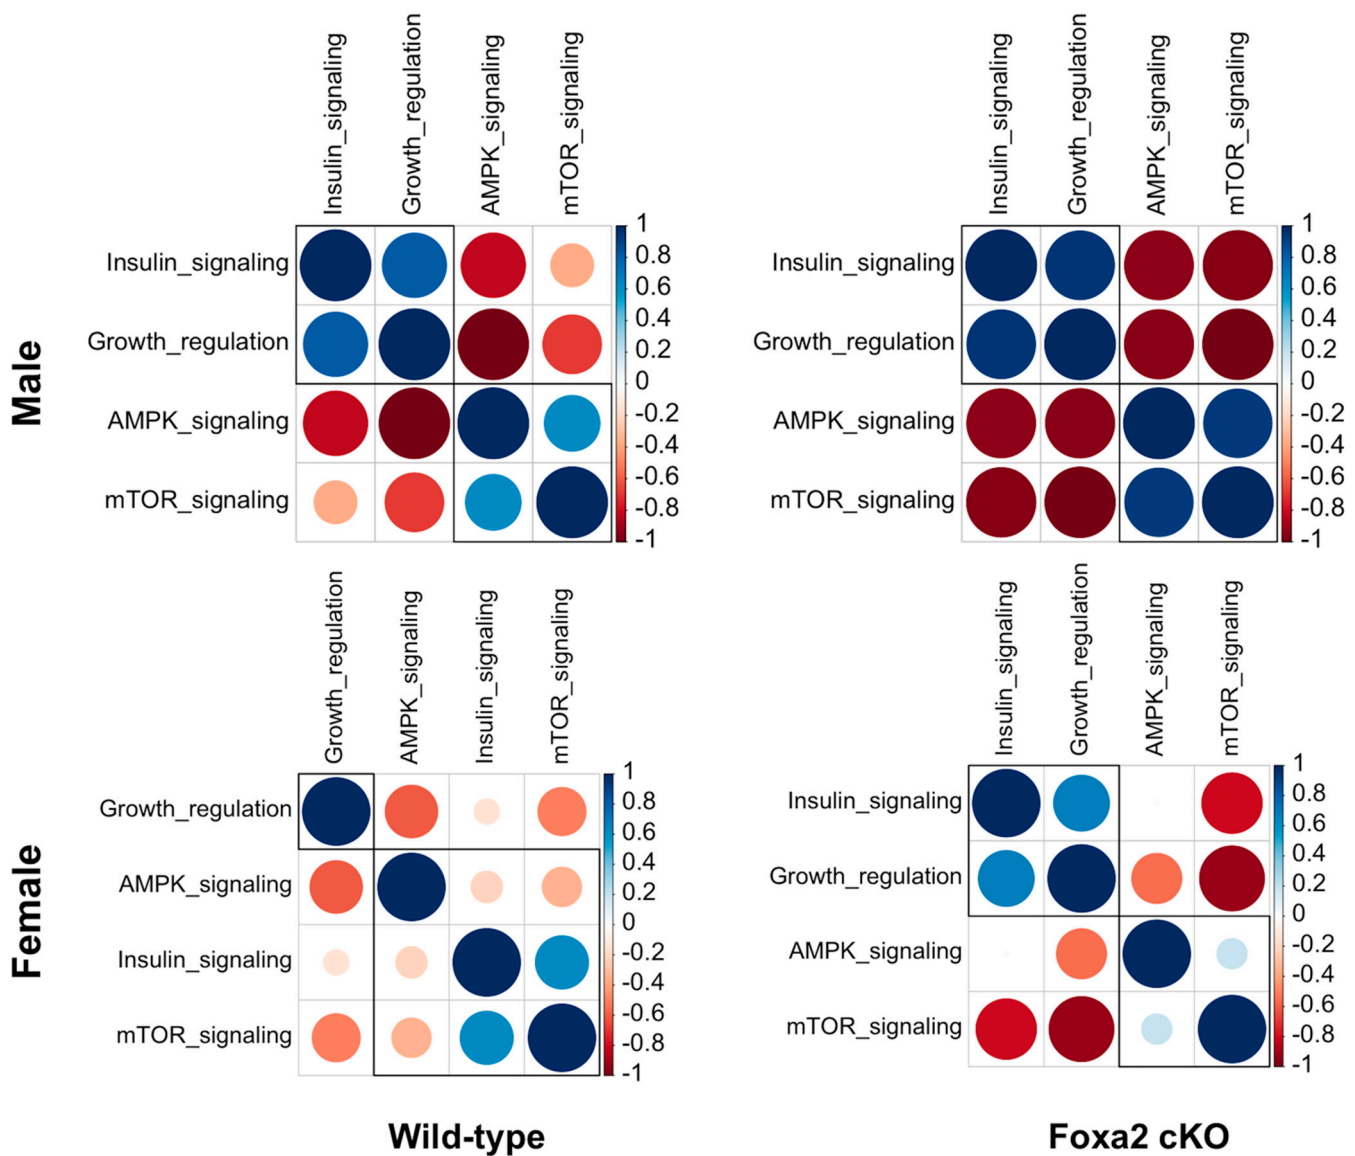 Insulin_signaling
Growth_regulation
AMPK_signaling
mTOR_signaling
Insulin_signaling
Growth_regulation
AMPK_signaling
mTOR_signaling
Male
Insulin_signaling
Growth_regulation
AMPK_signaling
mTOR_signaling
1
0.8
0.6
0.4
0.2
0
-0.2
-0.4
-0.6
-0.8
-1
Insulin_signaling
Growth_regulation
AMPK_signaling
mTOR_signaling
1
0.8
0.6
0.4
0.2
0
-0.2
-0.4
-0.6
-0.8
-1
Growth_regulation
AMPK_signaling
Insulin_signaling
mTOR_signaling
Insulin_signaling
Growth_regulation
AMPK_signaling
mTOR_signaling
Female
Growth_regulation
AMPK_signaling
Insulin_signaling
mTOR_signaling
1
0.8
0.6
0.4
0.2
0
-0.2
-0.4
-0.6
-0.8
-1
Insulin_signaling
Growth_regulation
AMPK_signaling
mTOR_signaling
1
0.8
0.6
0.4
0.2
0
-0.2
-0.4
-0.6
-0.8
-1
Wild-type
Foxa2 cKO